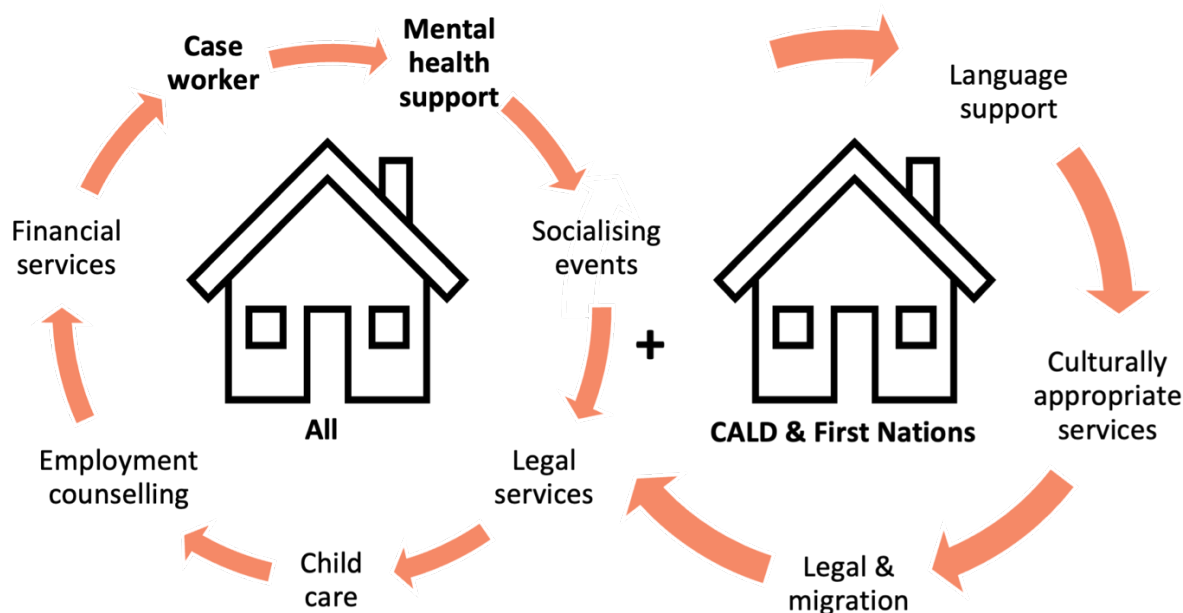 Case
worker
Mental
health
support
Socialising
events
Legal
services
Child
care
Employment
counselling
Financial
services
All
+
Language
support
Culturally
appropriate
services
Legal &
migration
CALD & First Nations